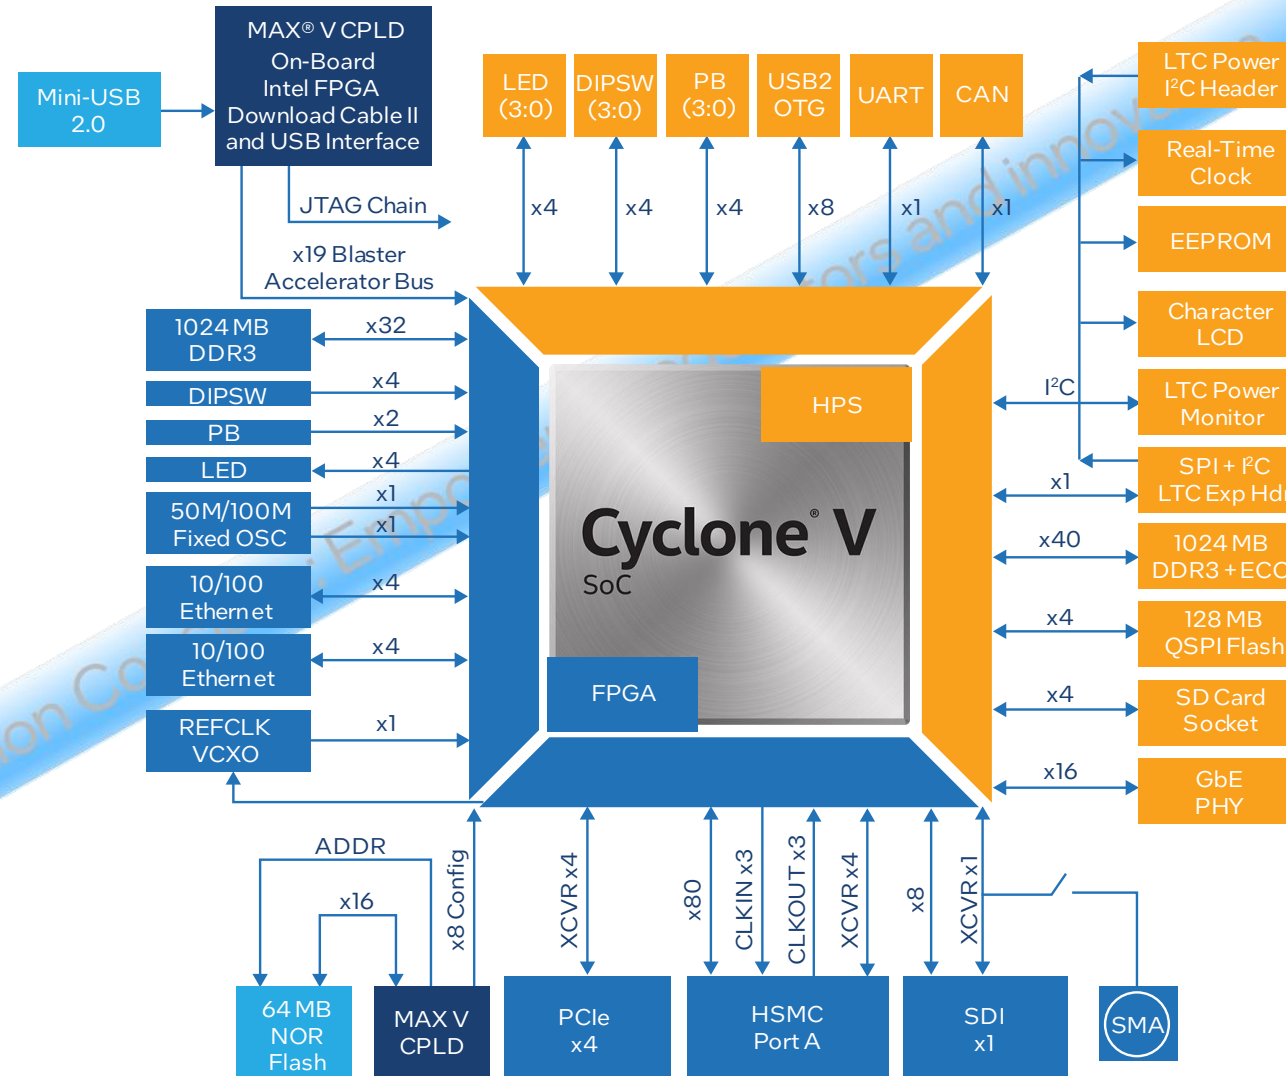 MAX® V CPLD
On-Board
Intel FPGA
Download Cable II
and USB Interface
Mini-USB
2.0
LED
(3:0)
DIPSW
(3:0)
PB
(3:0)
USB2
OTG
UART
CAN
LTC Power
I²C Header
Real-Time
Clock
EEPROM
Character
LCD
LTC Power
Monitor
SPI + I²C
LTC Exp Hdr
1024 MB
DDR3 + ECC
128 MB
QSPI Flash
SD Card
Socket
GbE
PHY
x4
x4
x4
x8
x1
x1
JTAG Chain
x19 Blaster
Accelerator Bus
1024 MB
DDR3
x32
DIPSW
x4
PB
x2
LED
x4
50M/100M
Fixed OSC
x1
x1
10/100
Ethernet
x4
10/100
Ethernet
x4
REFCLK
VCXO
x1
HPS
Cyclone® V
SoC
FPGA
I²C
x1
x40
x4
x4
x16
ADDR
x16
x8 Config
XCVR x4
x80
CLKIN x3
CLKOUT x3
XCVR x4
x8
XCVR x1
64 MB
NOR
Flash
MAX V
CPLD
PCIe
x4
HSMC
Port A
SDI
x1
SMA